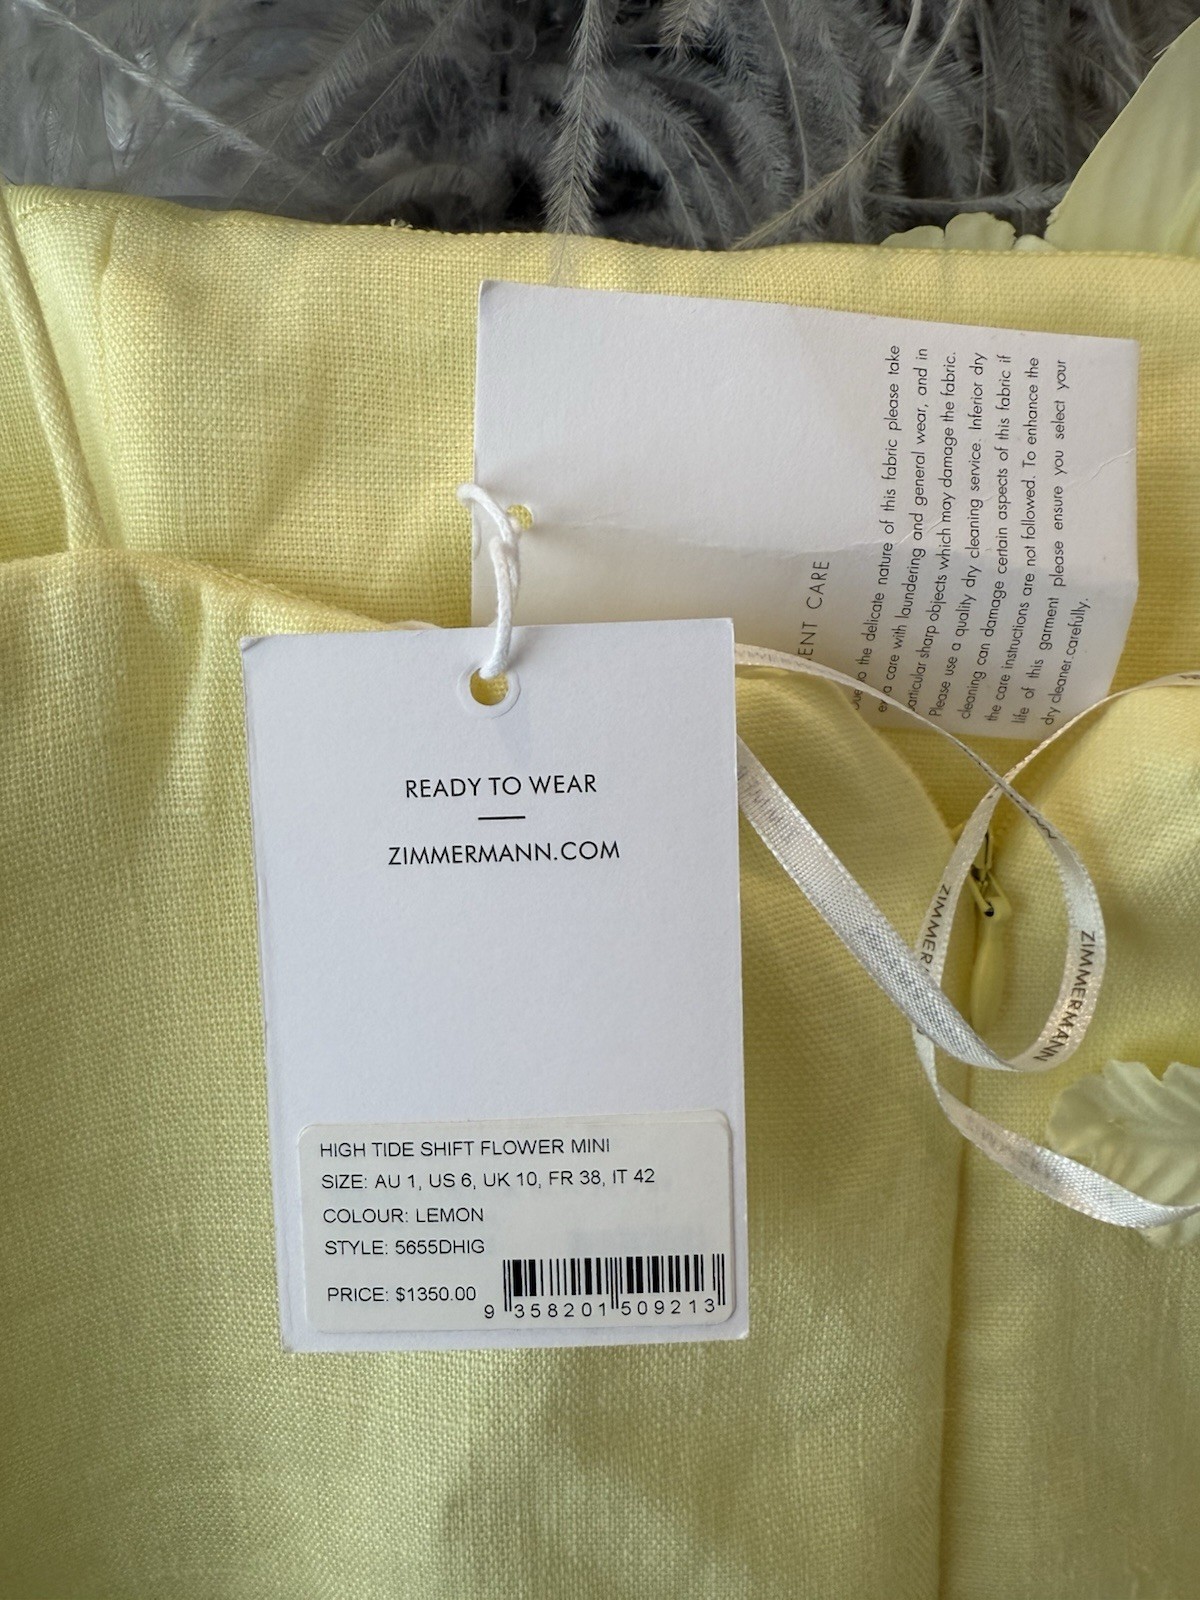 READY TO WEAR
ZIMMERMANN.COM
HIGH TIDE SHIFT FLOWER MINI
SIZE: AU 1, US 6, UK 10, FR 38, IT 42
COLOUR: LEMON
STYLE: 5655DHIG
PRICE: $1350.00
9 358201 509213
ENT CARE
to the delicate nature of this fabric please take
care with laundering and general wear, and in
articular sharp objects which may damage the fabric.
Please use a quality dry cleaning service. Inferior dry
cleaning can damage certain aspects of this fabric if
the care instructions are not followed. To enhance the
life of this garment please ensure you select your
dry cleaner carefully.
ZIMMER
ZIMMERMANN